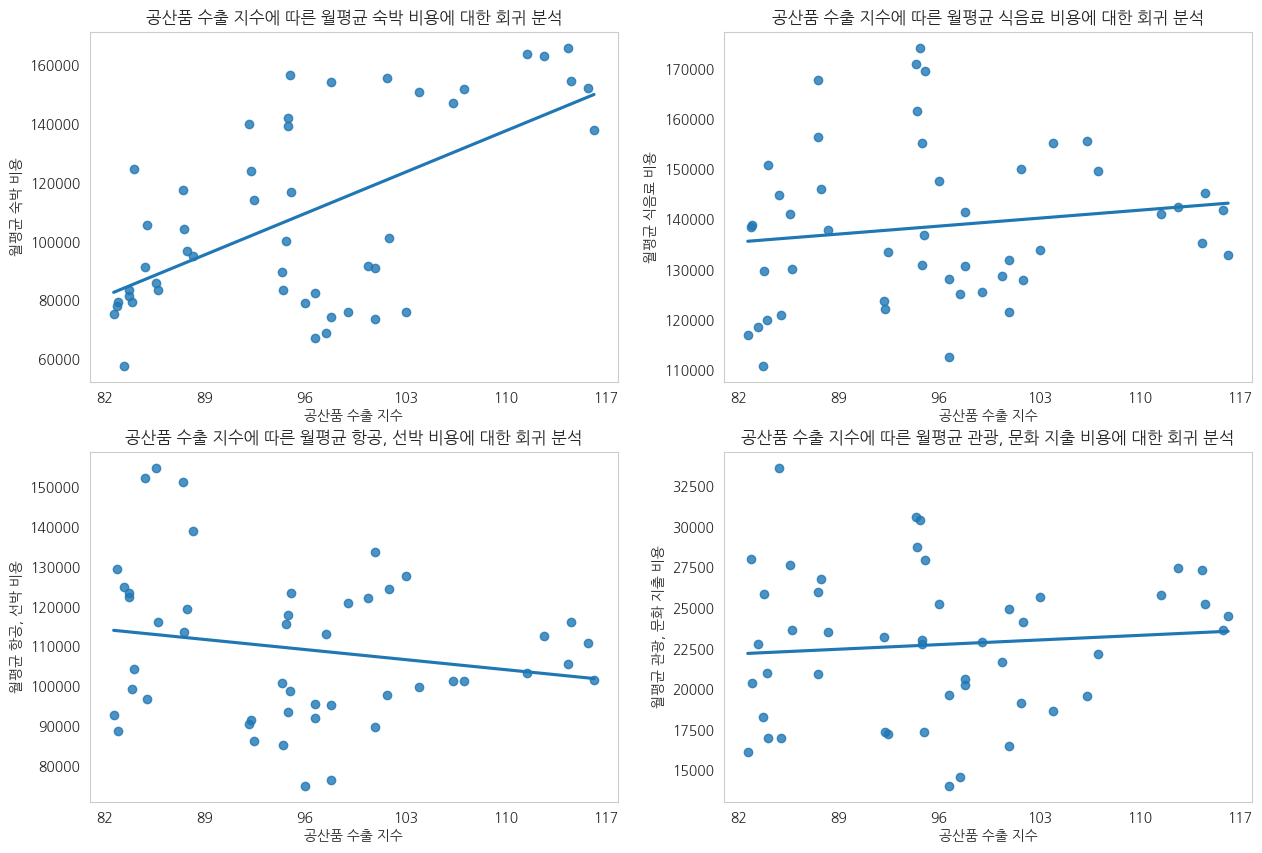 공산품 수출 지수에 따른 월평균 숙박 비용에 대한 회귀 분석
월평균 숙박 비용
160000
140000
120000
100000
80000
60000
82 89 96 103 110 117
공산품 수출 지수
공산품 수출 지수에 따른 월평균 식음료 비용에 대한 회귀 분석
월평균 식음료 비용
170000
160000
150000
140000
130000
120000
110000
82 89 96 103 110 117
공산품 수출 지수
공산품 수출 지수에 따른 월평균 항공, 선박 비용에 대한 회귀 분석
월평균 항공, 선박 비용
150000
140000
130000
120000
110000
100000
90000
80000
82 89 96 103 110 117
공산품 수출 지수
공산품 수출 지수에 따른 월평균 관광, 문화 지출 비용에 대한 회귀 분석
월평균 관광, 문화 지출 비용
32500
30000
27500
25000
22500
20000
17500
15000
82 89 96 103 110 117
공산품 수출 지수